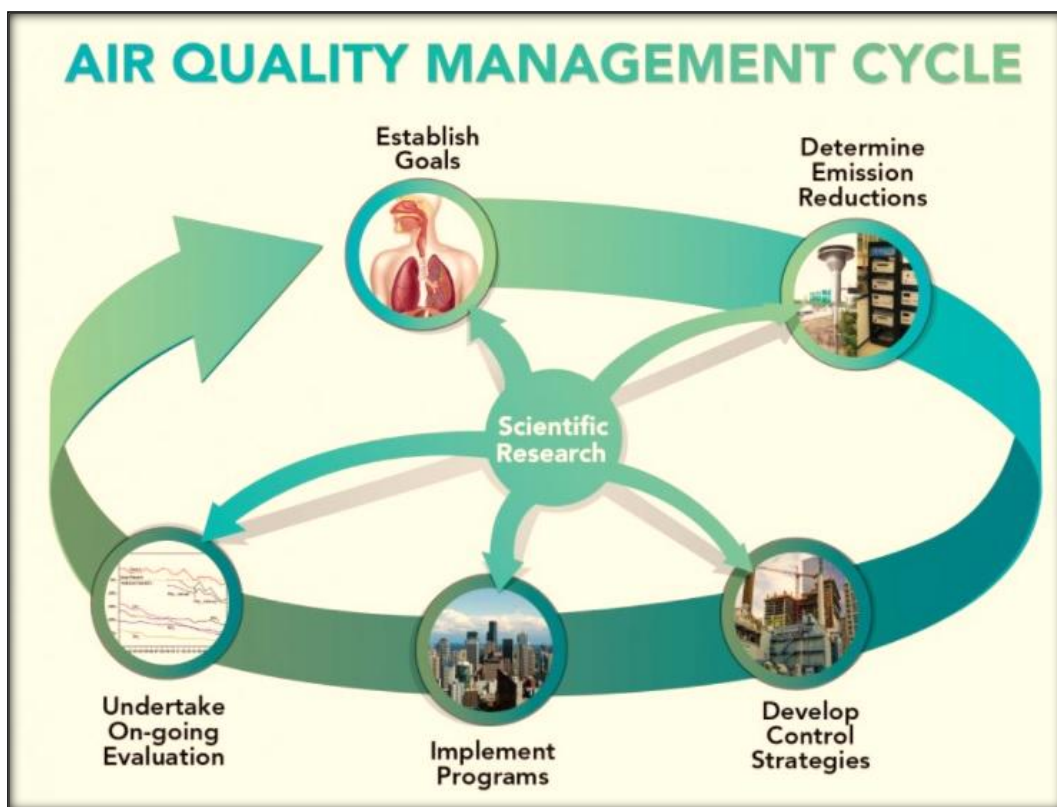 AIR QUALITY MANAGEMENT CYCLE
Establish
Goals
Determine
Emission
Reductions
Scientific
Research
Undertake
On-going
Evaluation
Implement
Programs
Develop
Control
Strategies